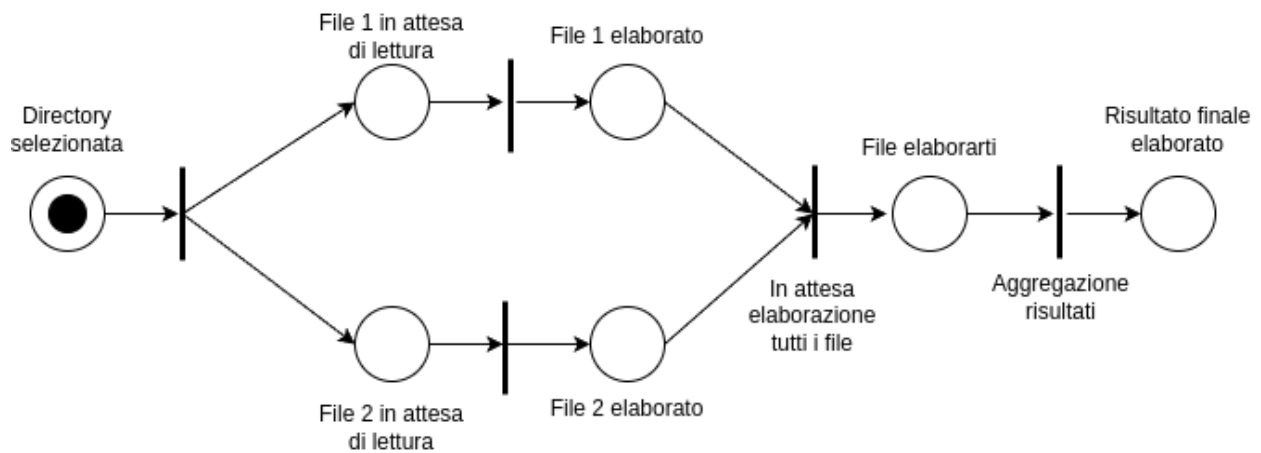 File 1 in attesa
di lettura
File 1 elaborato
Directory
selezionata
File elaborarti
Risultato finale
elaborato
In attesa
elaborazione
tutti i file
Aggregazione
risultati
File 2 in attesa
di lettura
File 2 elaborato